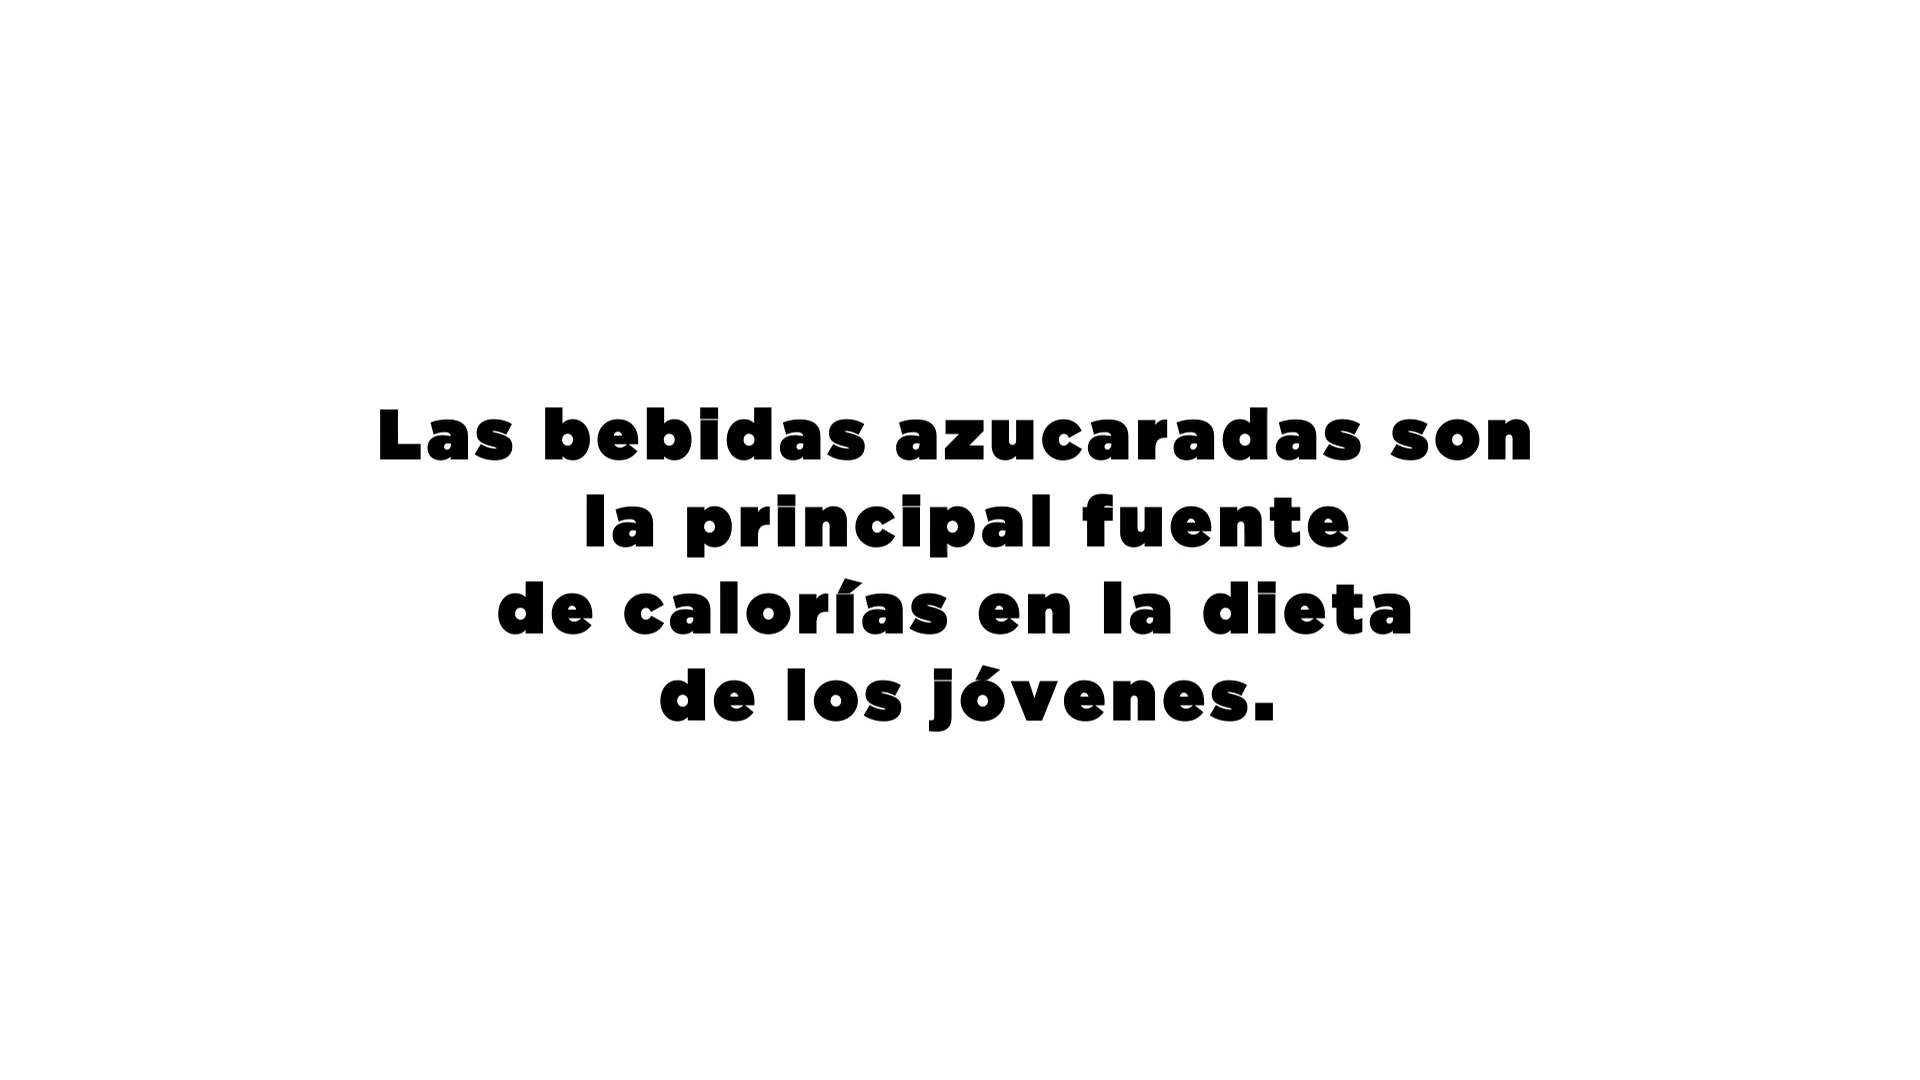 Las bebidas azucaradas son
la principal fuente
de calorías en la dieta
de los jóvenes.